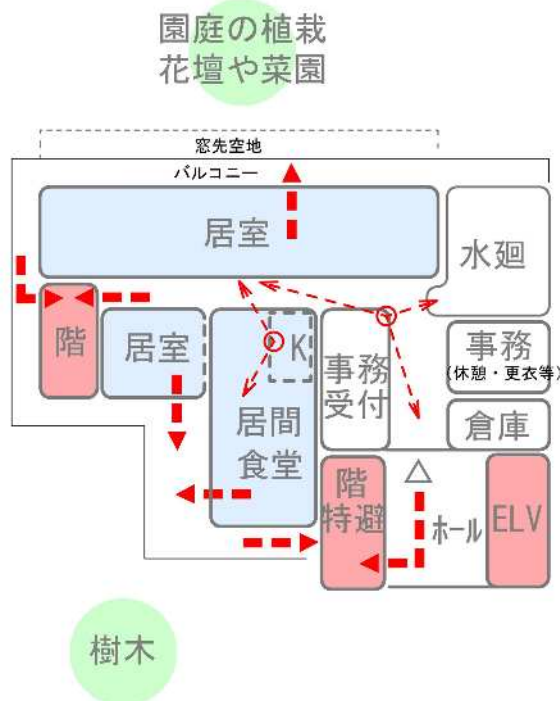 園庭の植栽
花壇や菜園
窓先空地
バルコニー
居室
水廻
階
居室
K
居間
食堂
事務
受付
事務
(休憩・更衣等)
倉庫
階
特避
ホール
ELV
樹木